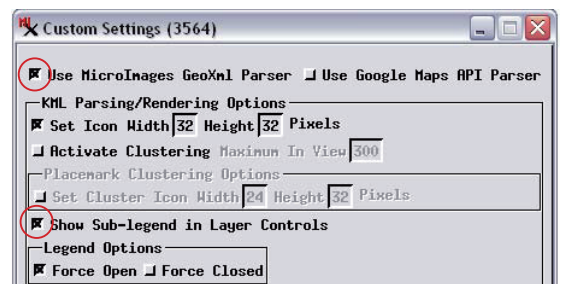 Custom Settings (3564)
Use MicroImages GeoXml Parser Use Google Maps API Parser
KML Parsing/Rendering Options
Set Icon Width 32 Height 32 Pixels
Activate Clustering Maximum In View 300
Placemark Clustering Options
Set Cluster Icon Width 24 Height 32 Pixels
Show Sub-legend in Layer Controls
Legend Options
Force Open Force Closed